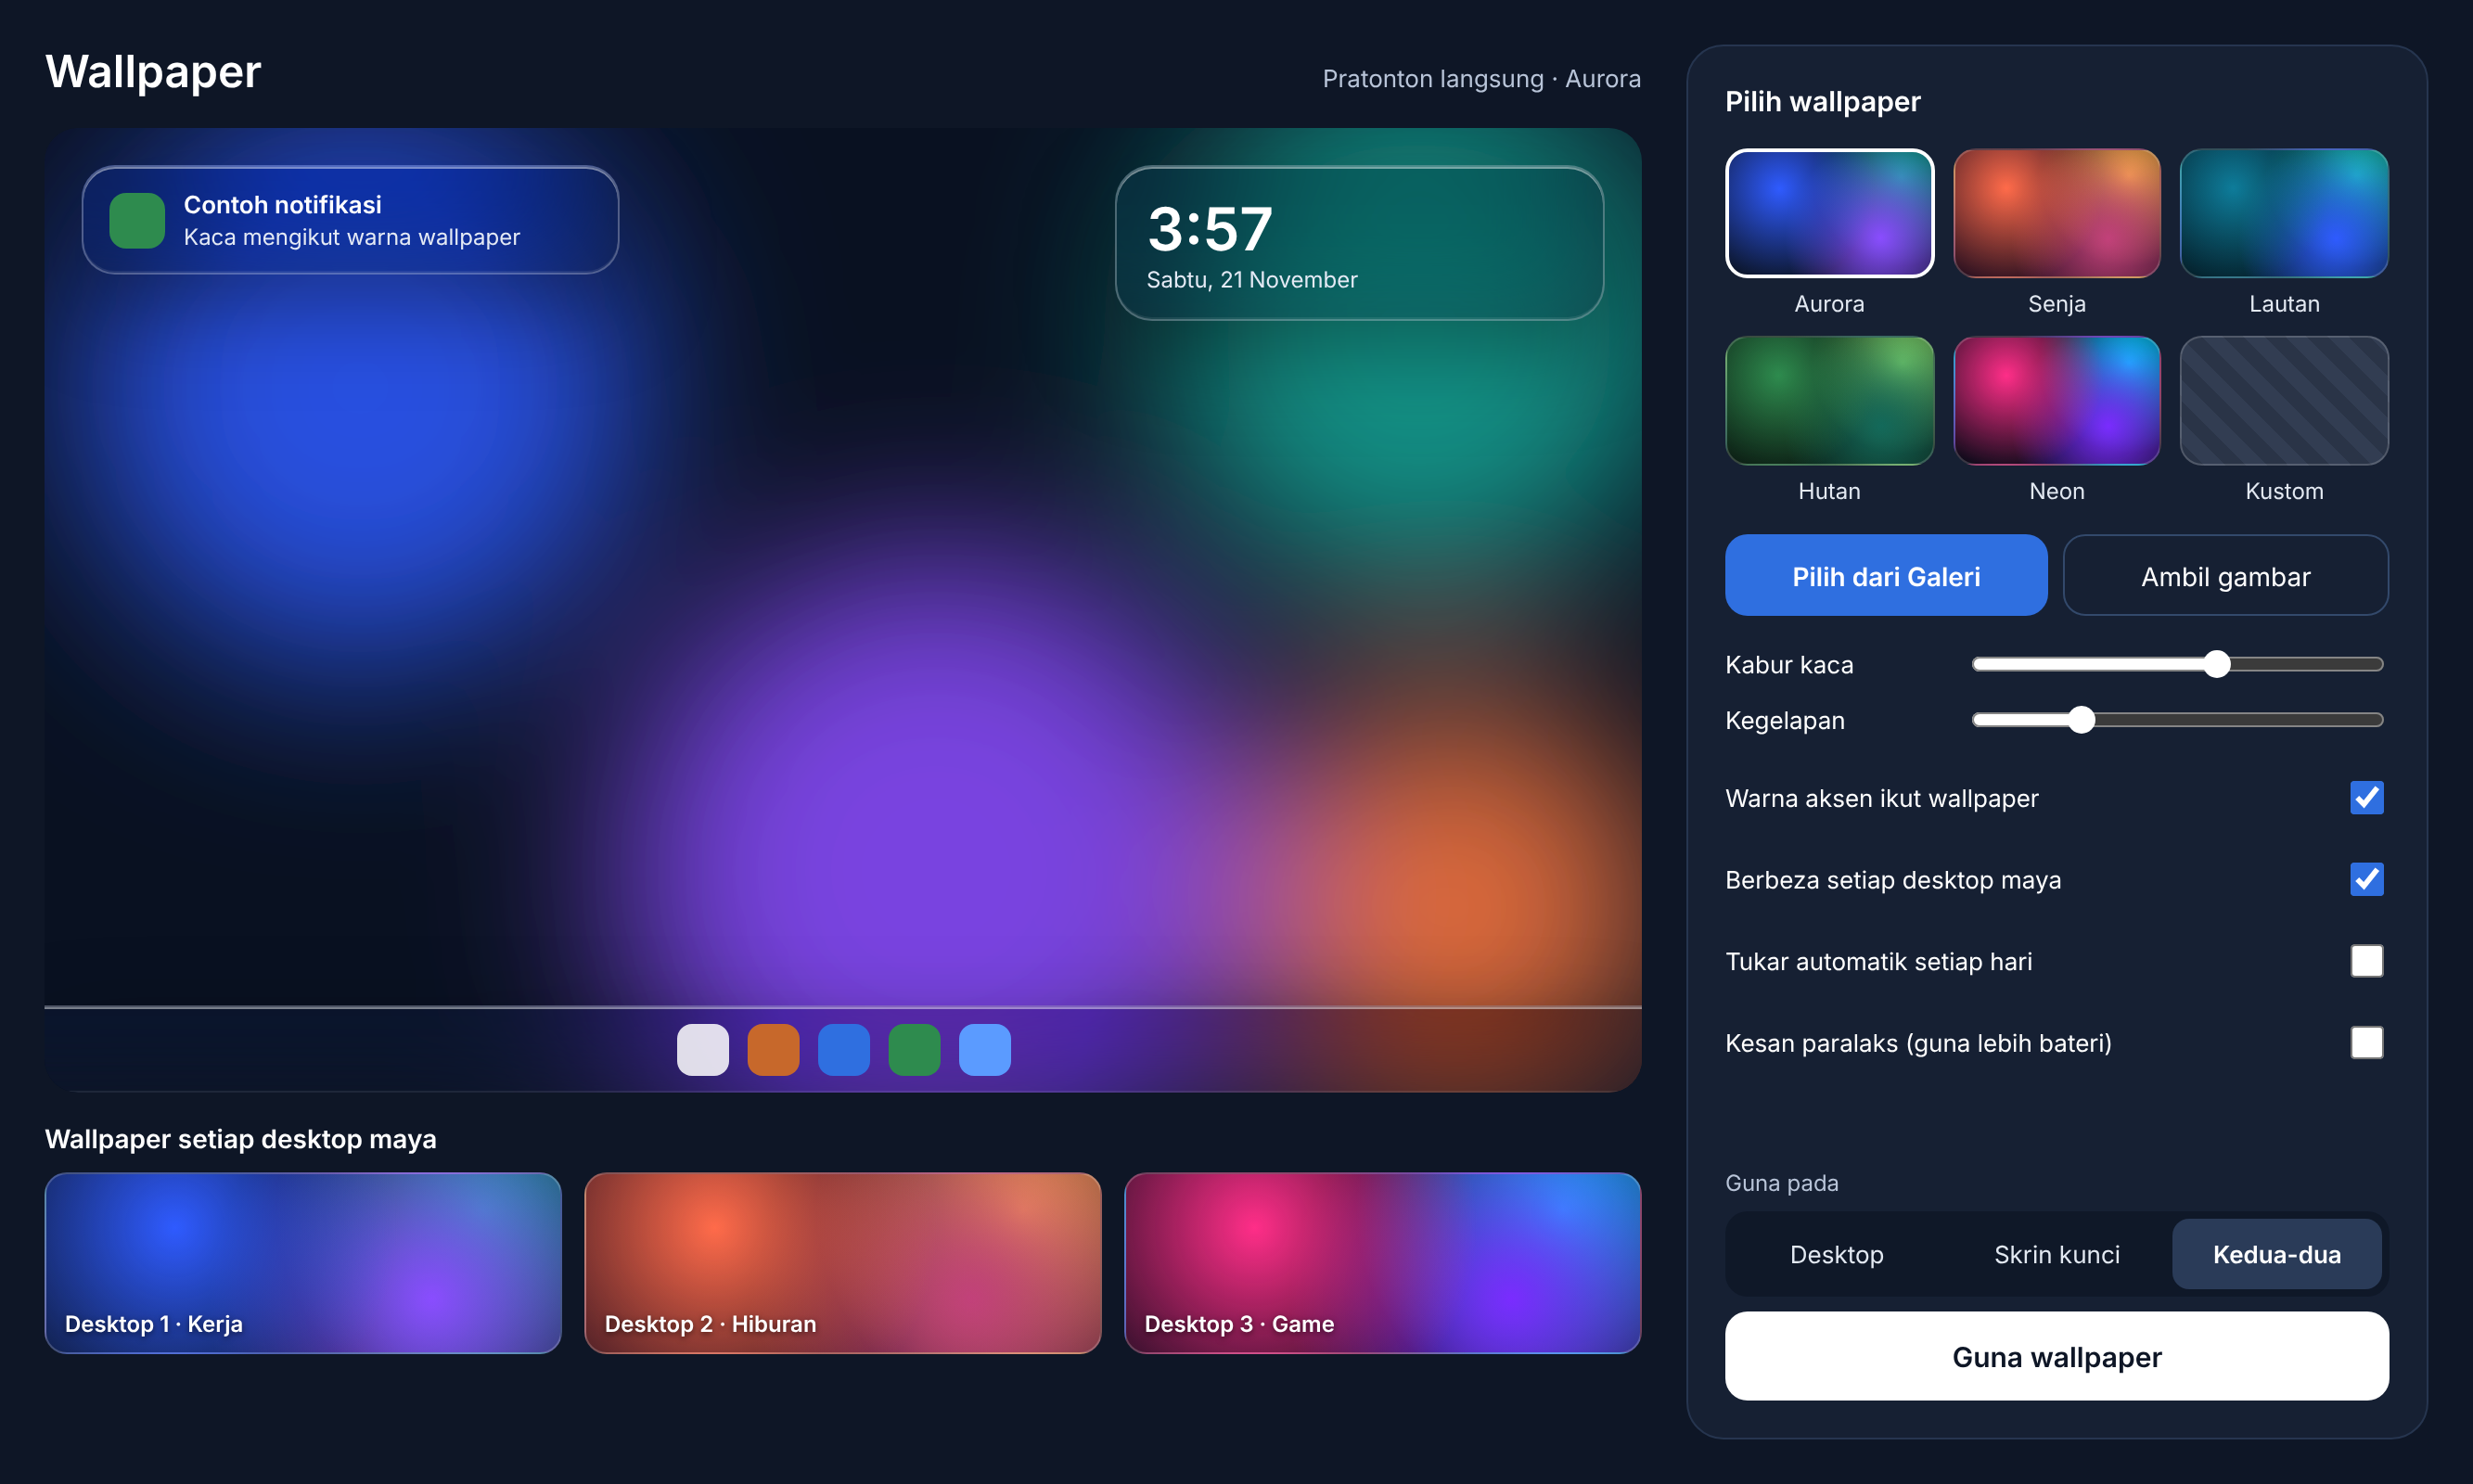 Wallpaper
Pratonton langsung · Aurora
Contoh notifikasi
Kaca mengikut warna wallpaper
3:57
Sabtu, 21 November
Wallpaper setiap desktop maya
Desktop 1 · Kerja
Desktop 2 · Hiburan
Desktop 3 · Game
Pilih wallpaper
Aurora
Senja
Lautan
Hutan
Neon
Kustom
Pilih dari Galeri
Ambil gambar
Kabur kaca
Kegelapan
Warna aksen ikut wallpaper
Berbeza setiap desktop maya
Tukar automatik setiap hari
Kesan paralaks (guna lebih bateri)
Guna pada
Desktop
Skrin kunci
Kedua-dua
Guna wallpaper